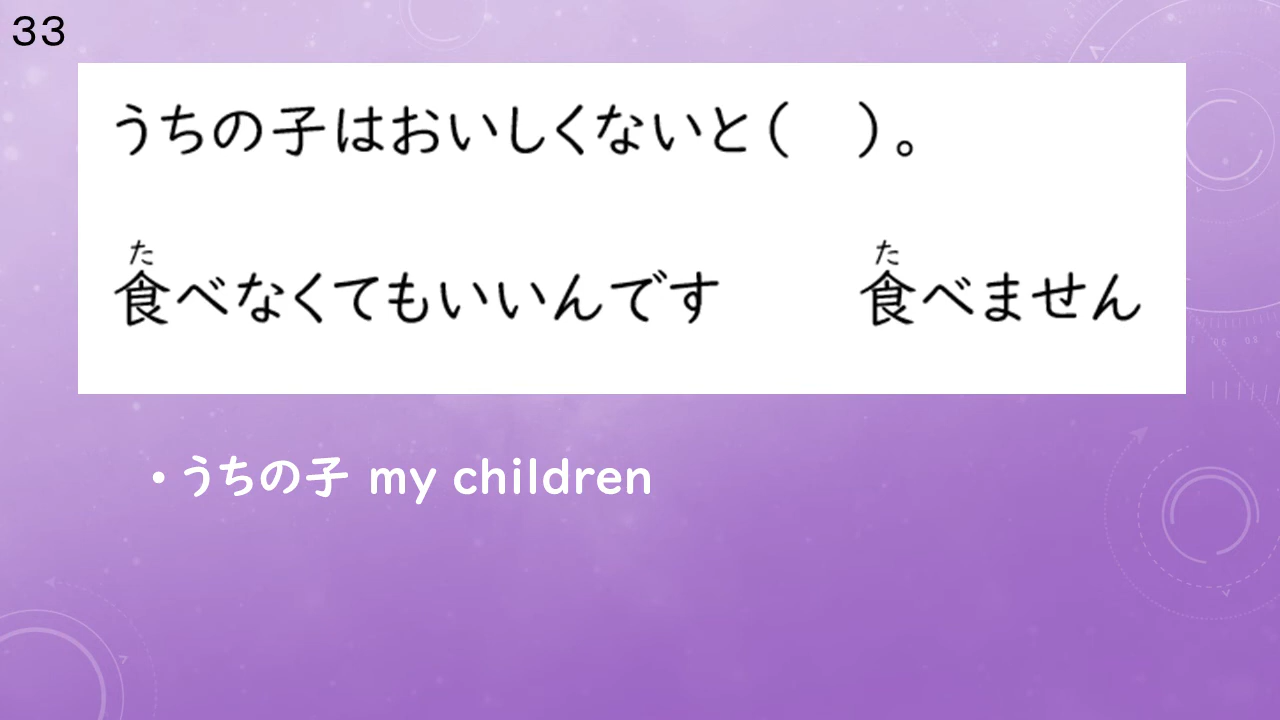 33
うちの子はおいしくないと(　)。
た　た
食べなくてもいいんです　食べません
• うちの子 my children